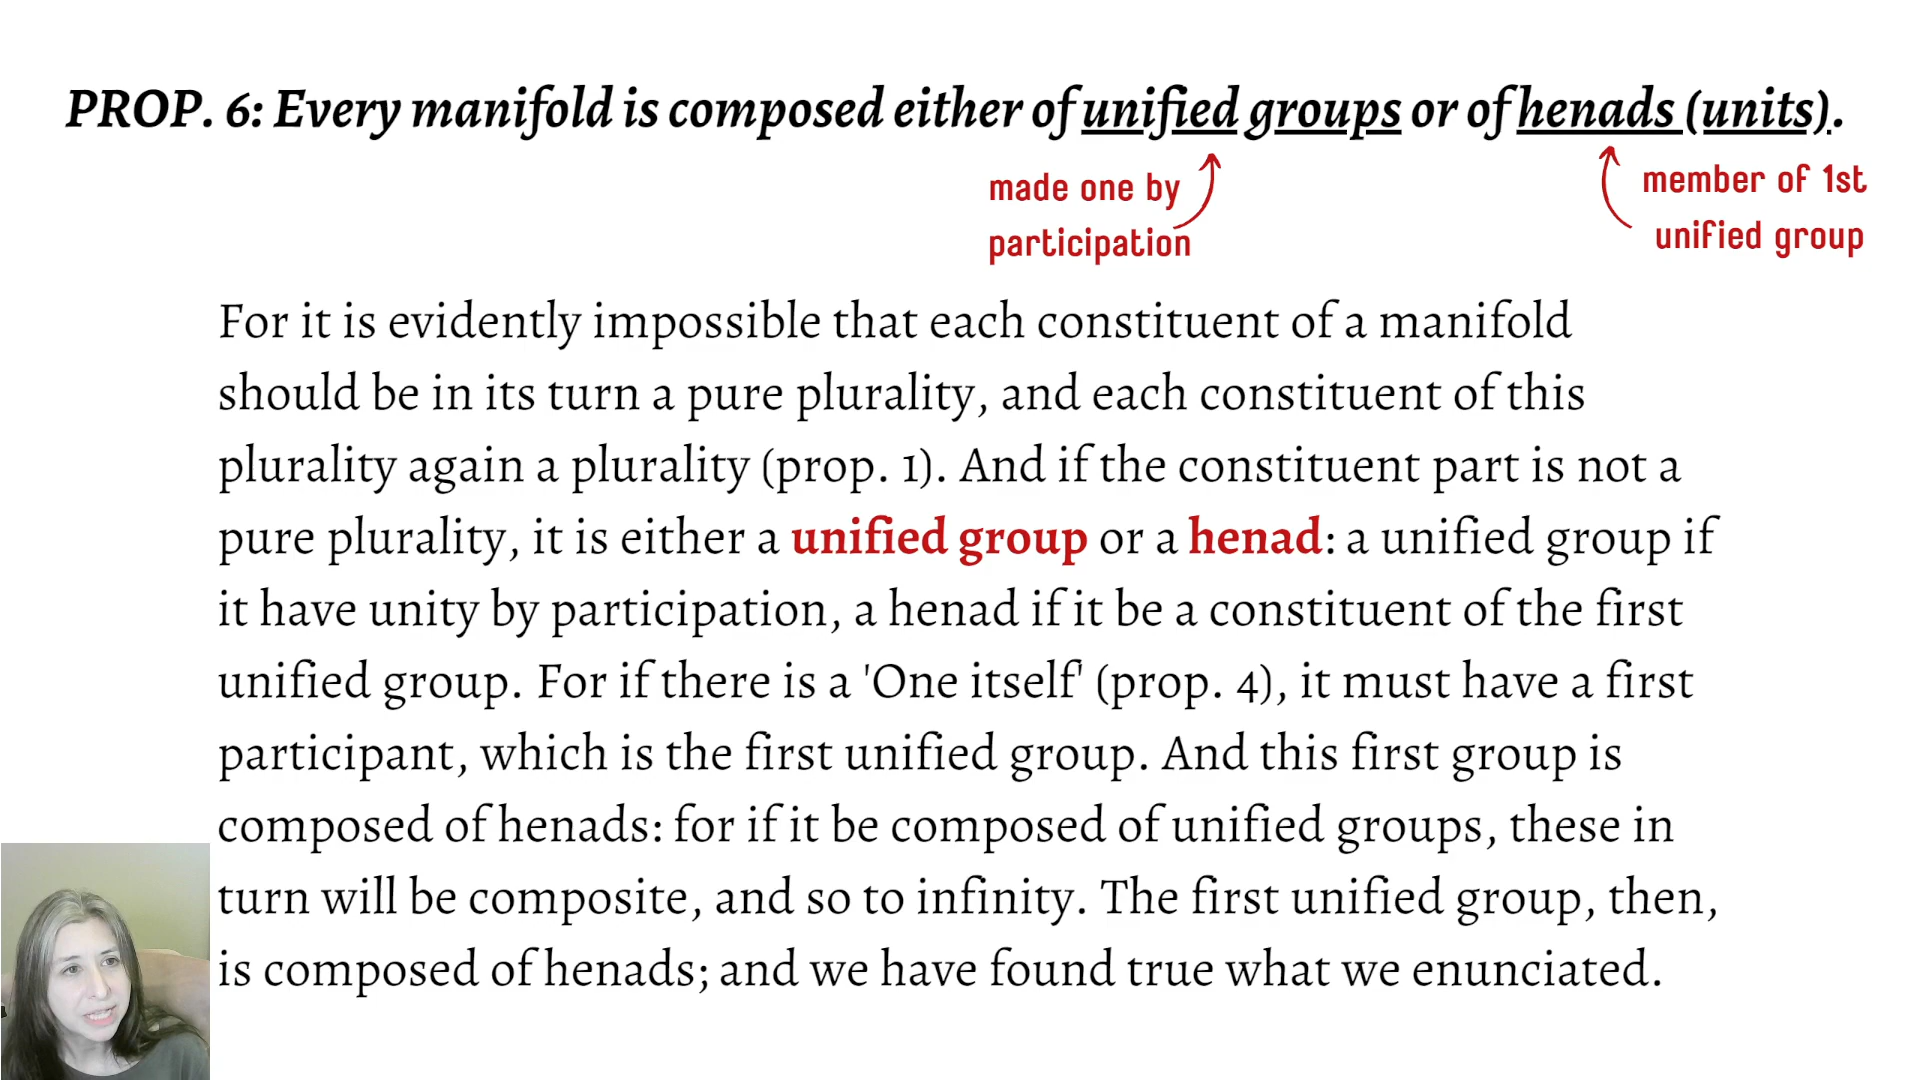 PROP. 6: Every manifold is composed either of unified groups or of henads (units).
made one by
participation
member of 1st
unified group
For it is evidently impossible that each constituent of a manifold
should be in its turn a pure plurality, and each constituent of this
plurality again a plurality (prop. 1). And if the constituent part is not a
pure plurality, it is either a unified group or a henad: a unified group if
it have unity by participation, a henad if it be a constituent of the first
unified group. For if there is a 'One itself' (prop. 4), it must have a first
participant, which is the first unified group. And this first group is
composed of henads: for if it be composed of unified groups, these in
turn will be composite, and so to infinity. The first unified group, then,
is composed of henads; and we have found true what we enunciated.